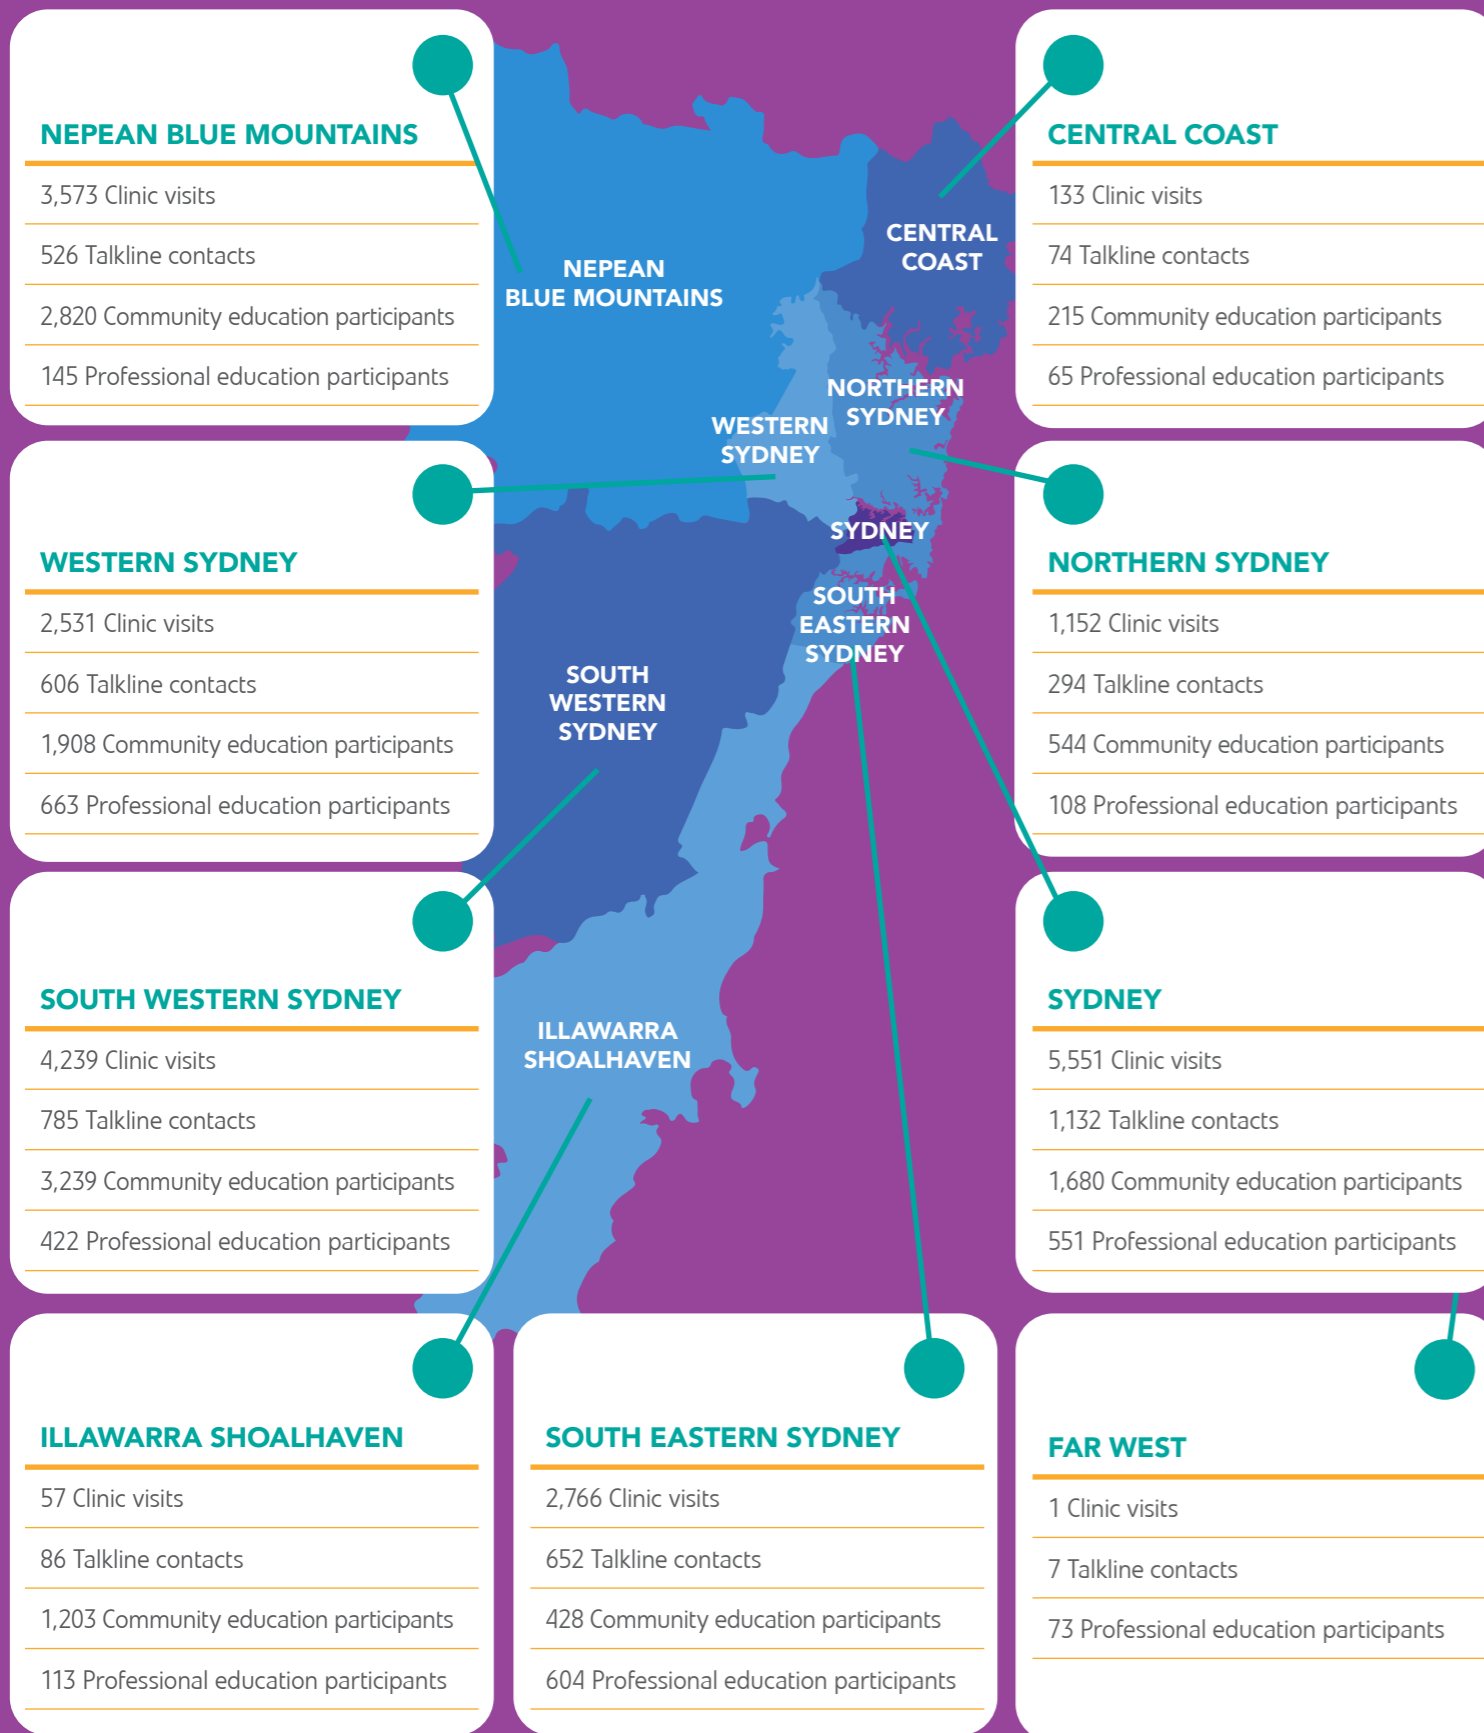 NEPEAN BLUE MOUNTAINS
3,573 Clinic visits
526 Talkline contacts
2,820 Community education participants
145 Professional education participants
CENTRAL COAST
133 Clinic visits
74 Talkline contacts
215 Community education participants
65 Professional education participants
NEPEAN
BLUE MOUNTAINS
CENTRAL
COAST
NORTHERN
SYDNEY
WESTERN
SYDNEY
SYDNEY
SOUTH
EASTERN
SYDNEY
SOUTH
WESTERN
SYDNEY
ILLAWARRA
SHOALHAVEN
WESTERN SYDNEY
2,531 Clinic visits
606 Talkline contacts
1,908 Community education participants
663 Professional education participants
NORTHERN SYDNEY
1,152 Clinic visits
294 Talkline contacts
544 Community education participants
108 Professional education participants
SOUTH WESTERN SYDNEY
4,239 Clinic visits
785 Talkline contacts
3,239 Community education participants
422 Professional education participants
SYDNEY
5,551 Clinic visits
1,132 Talkline contacts
1,680 Community education participants
551 Professional education participants
ILLAWARRA SHOALHAVEN
57 Clinic visits
86 Talkline contacts
1,203 Community education participants
113 Professional education participants
SOUTH EASTERN SYDNEY
2,766 Clinic visits
652 Talkline contacts
428 Community education participants
604 Professional education participants
FAR WEST
1 Clinic visits
7 Talkline contacts
73 Professional education participants